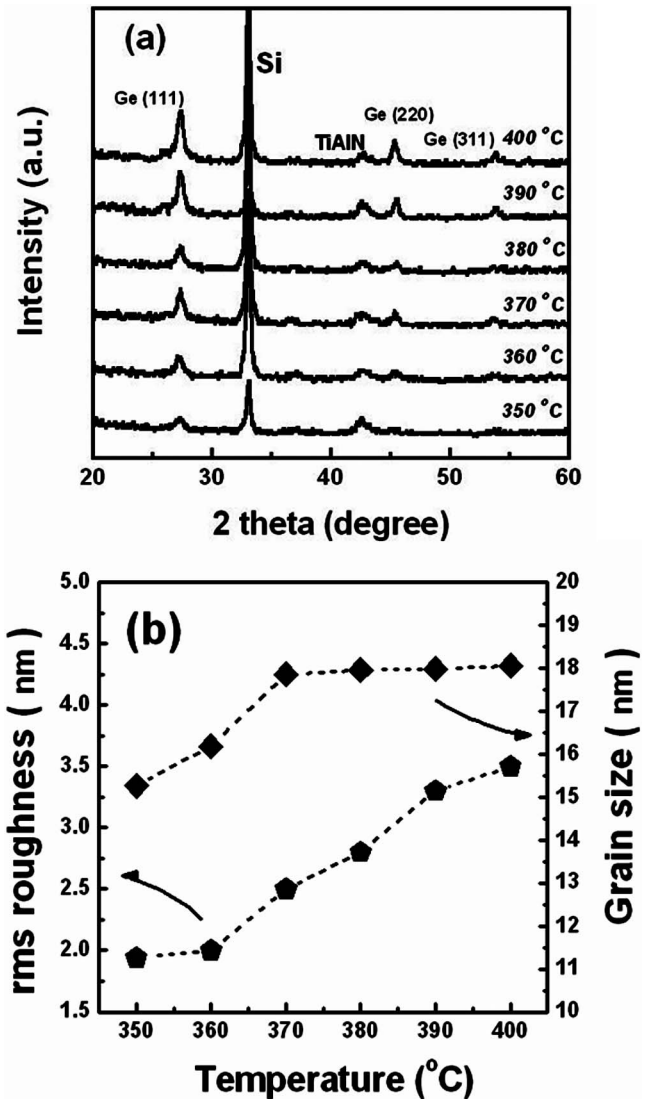 (a)
Si
Ge (111)
Ge (220)
TiAlN
Ge (311)
400 °C
390 °C
380 °C
370 °C
360 °C
350 °C
Intensity (a.u.)
20 30 40 50 60
2 theta (degree)
(b)
5.0
4.5
4.0
3.5
3.0
2.5
2.0
1.5
rms roughness ( nm )
20
19
18
17
16
15
14
13
12
11
10
Grain size ( nm )
350 360 370 380 390 400
Temperature (°C)